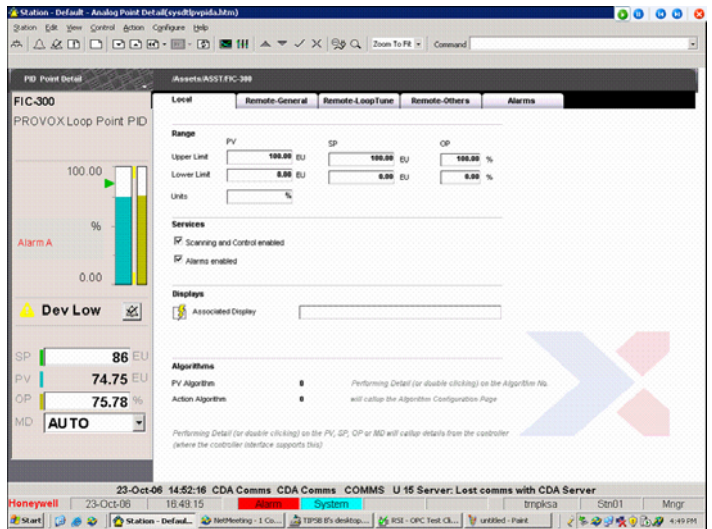 Station - Default - Analog Point Detail(sysdtlpvpida.htm)
Station Edit View Control Action Configure Help
Zoom To Fit Command
PID Point Detail /Assets/ASST.FIC-300
FIC-300
PROVOX Loop Point PID
Local Remote-General Remote-LoopTune Remote-Others Alarms
Range
PV SP OP
Upper Limit 100.00 EU 100.00 EU 100.00 %
Lower Limit 0.00 EU 0.00 EU 0.00 %
Units %
100.00
%
Alarm A
0.00
Services
Scanning and Control enabled
Alarms enabled
Displays
Associated Display
Dev Low
SP 86 EU
PV 74.75 EU
OP 75.78 %
MD AUTO
Algorithms
PV Algorithm 0 Performing Detail (or double clicking) on the Algorithm No.
Action Algorithm 0 will callup the Algorithm Configuration Page
Performing Detail (or double clicking) on the PV, SP, OP or MD will callup details from the controller
(where the controller interface supports this)
23-Oct-06 14:52:16 CDA Comms CDA Comms COMMS U 15 Server: Lost comms with CDA Server
Honeywell 23-Oct-06 16:49:15 Alarm System trnpksa Stn01 Mngr
Start Station - Defaul... NetMeeting - 1 Co... TIPSB B's desktop... RSI - OPC Test Cli... untitled - Paint 4:49 PM